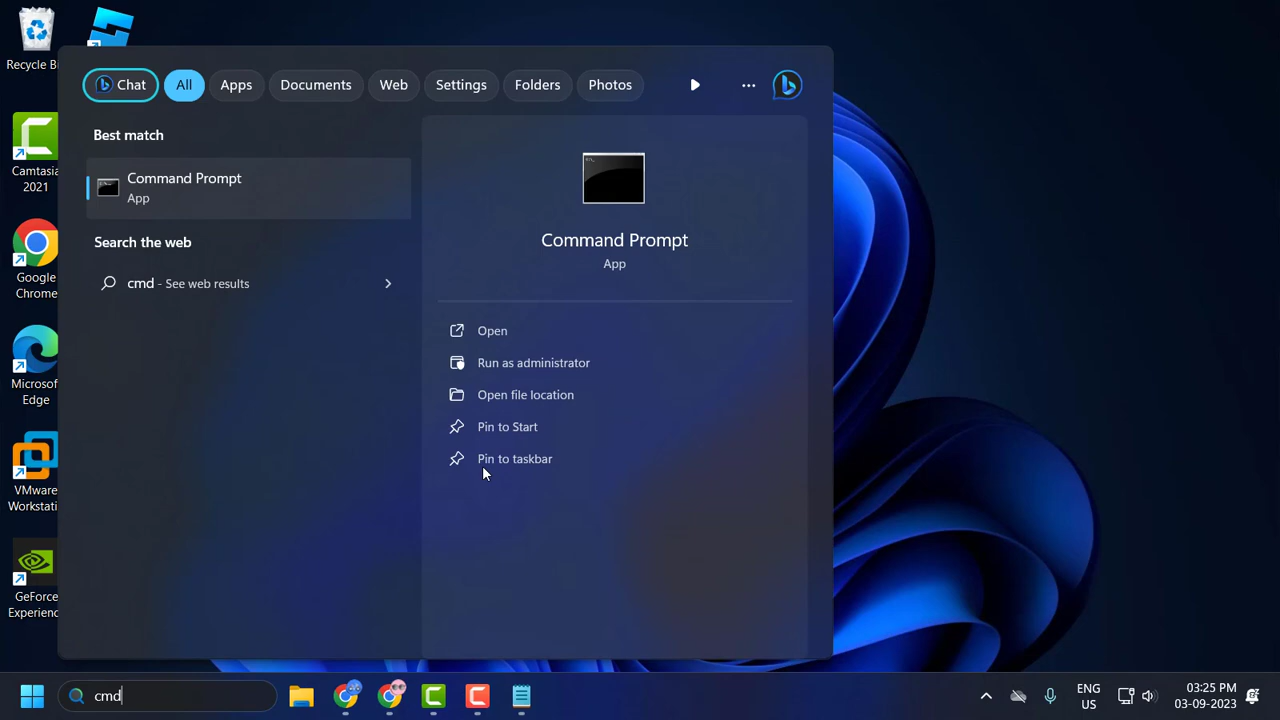 Recycle Bi
Camtasia
2021
Google
Chrome
Microsof
Edge
VMware
Workstati
GeForce
Experienc
Chat
All
Apps
Documents
Web
Settings
Folders
Photos
Best match
Command Prompt
App
Search the web
cmd - See web results
Command Prompt
App
Open
Run as administrator
Open file location
Pin to Start
Pin to taskbar
cmd
ENG
US
03:25 PM
03-09-2023